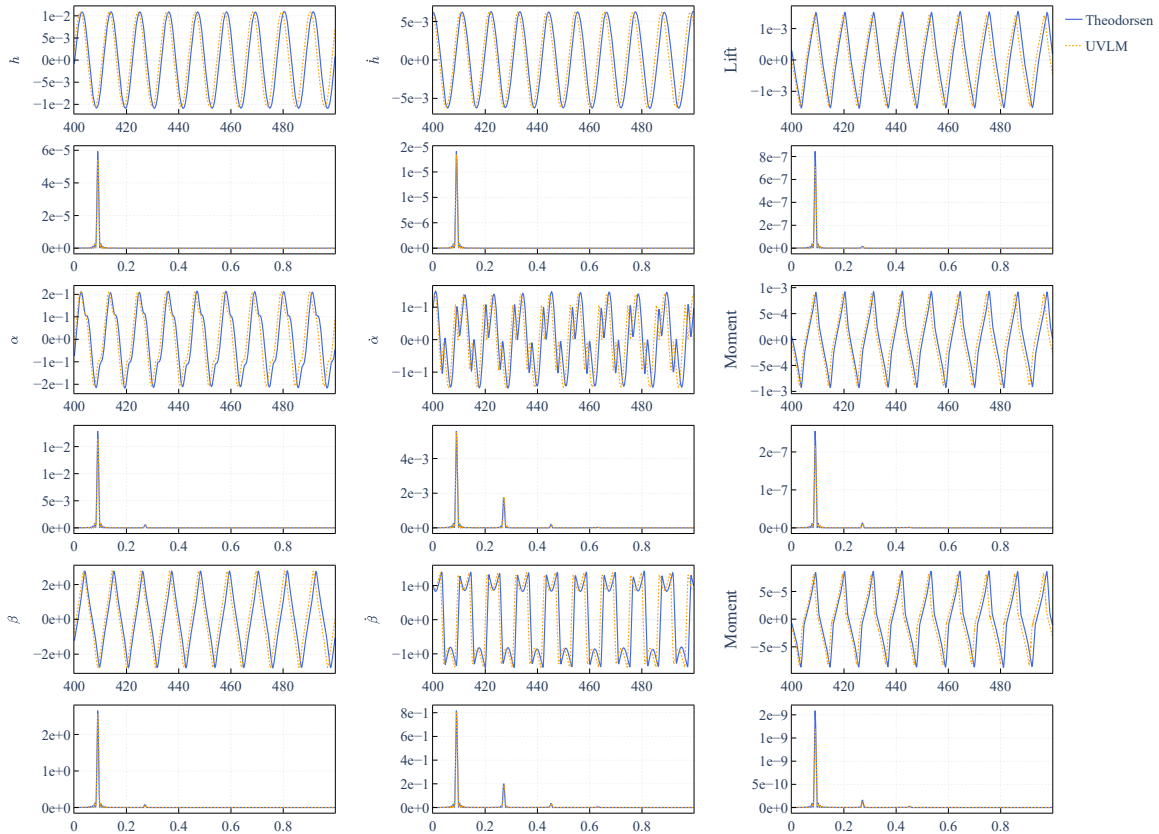 Theodorsen
UVLM
h
1e−2
5e−3
0e+0
−5e−3
−1e−2
400 420 440 460 480
ḣ
5e−3
0e+0
−5e−3
400 420 440 460 480
Lift
1e−3
0e+0
−1e−3
400 420 440 460 480
6e−5
4e−5
2e−5
0e+0
0 0.2 0.4 0.6 0.8
2e−5
1e−5
1e−5
5e−6
0e+0
0 0.2 0.4 0.6 0.8
8e−7
6e−7
4e−7
2e−7
0e+0
0 0.2 0.4 0.6 0.8
α
2e−1
1e−1
0e+0
−1e−1
−2e−1
400 420 440 460 480
α̇
1e−1
0e+0
−1e−1
400 420 440 460 480
Moment
1e−3
5e−4
0e+0
−5e−4
−1e−3
400 420 440 460 480
1e−2
1e−2
5e−3
0e+0
0 0.2 0.4 0.6 0.8
4e−3
2e−3
0e+0
0 0.2 0.4 0.6 0.8
2e−7
1e−7
0e+0
0 0.2 0.4 0.6 0.8
β
2e+0
0e+0
−2e+0
400 420 440 460 480
β̇
1e+0
0e+0
−1e+0
400 420 440 460 480
Moment
5e−5
0e+0
−5e−5
400 420 440 460 480
2e+0
1e+0
0e+0
0 0.2 0.4 0.6 0.8
8e−1
6e−1
4e−1
2e−1
0e+0
0 0.2 0.4 0.6 0.8
2e−9
1e−9
1e−9
5e−10
0e+0
0 0.2 0.4 0.6 0.8